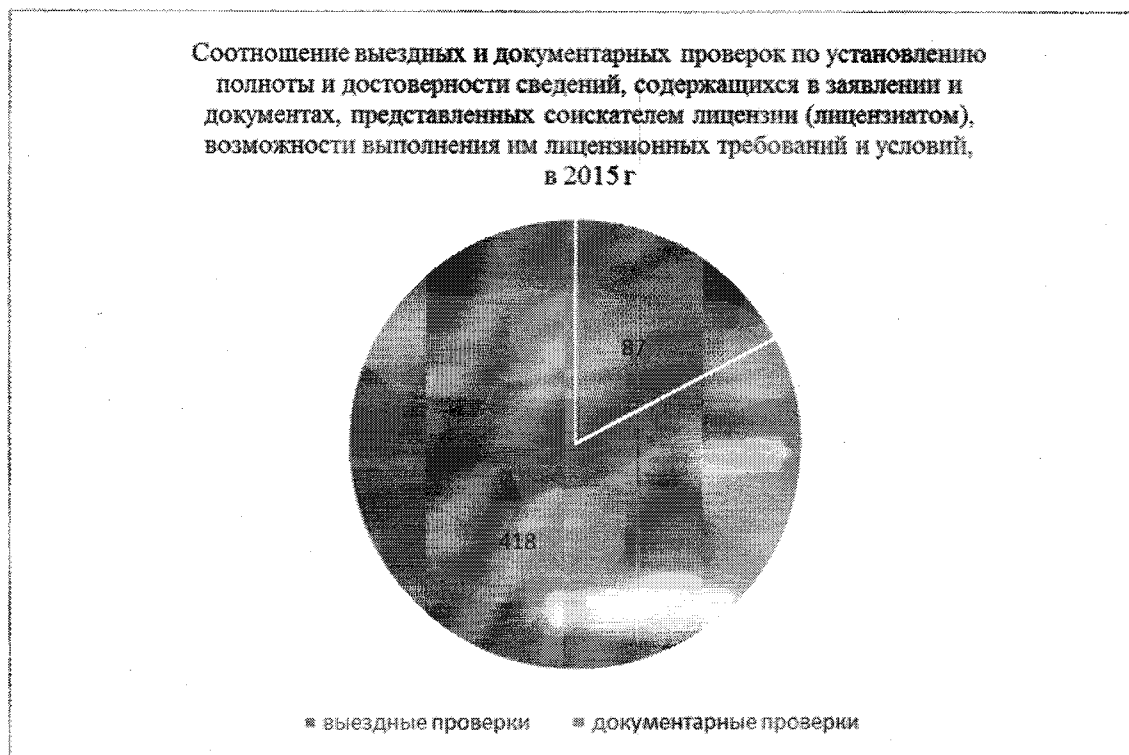 Соотношение выездных и документарных проверок по установлению
полноты и достоверности сведений, содержащихся в заявлении и
документах, представленных соискателем лицензии (лицензиатом),
возможности выполнения им лицензионных требований и условий,
в 2015 г
87
418
выездные проверки документарные проверки